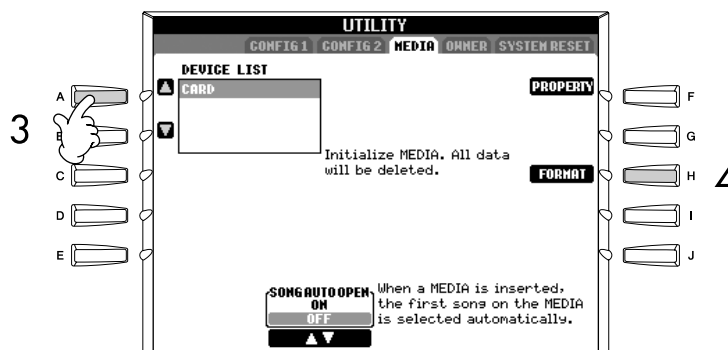 UTILITY
CONFIG 1 CONFIG 2 MEDIA OWNER SYSTEM RESET
DEVICE LIST
CARD
PROPERTY
Initialize MEDIA. All data
will be deleted.
FORMAT
SONG AUTO OPEN
ON
OFF
When a MEDIA is inserted,
the first song on the MEDIA
is selected automatically.
3
A
B
C
D
E
F
G
H
I
J
4